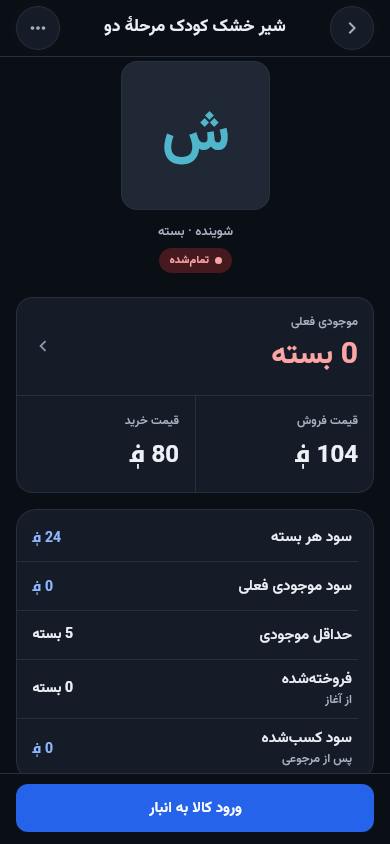 شیر خشک کودک مرحلهٔ دو
ش
شوینده · بسته
تمام‌شده
موجودی فعلی
0 بسته
قیمت فروش
104 ؋
قیمت خرید
80 ؋
سود هر بسته
24 ؋
سود موجودی فعلی
0 ؋
حداقل موجودی
5 بسته
فروخته‌شده
از آغاز
0 بسته
سود کسب‌شده
پس از مرجوعی
0 ؋
ورود کالا به انبار